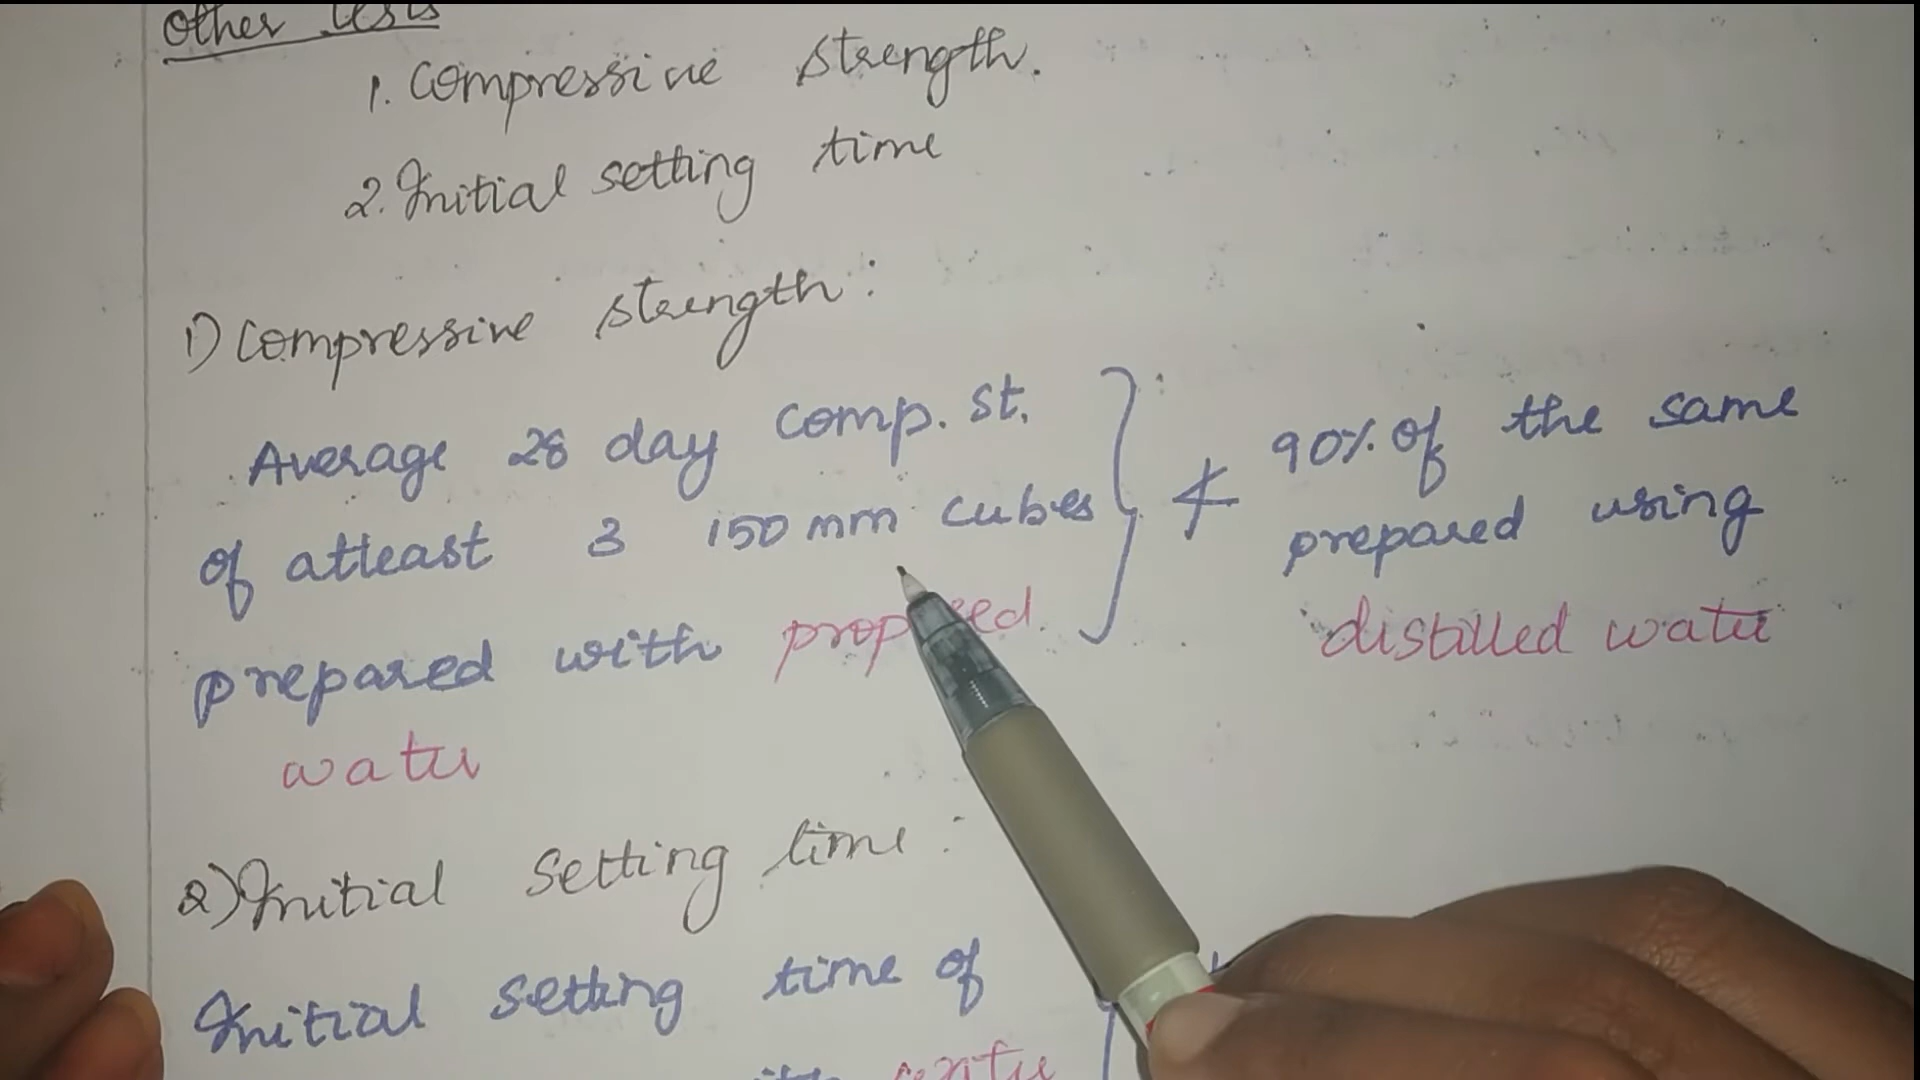 Other tests
1. Compressive strength.
2. Initial setting time
1) Compressive strength:
Average 28 day comp. st.
of atleast 3 150 mm cubes
prepared with
water
≮ 90% of the same
prepared using
distilled water
2) Initial setting time:
Initial setting time of
water